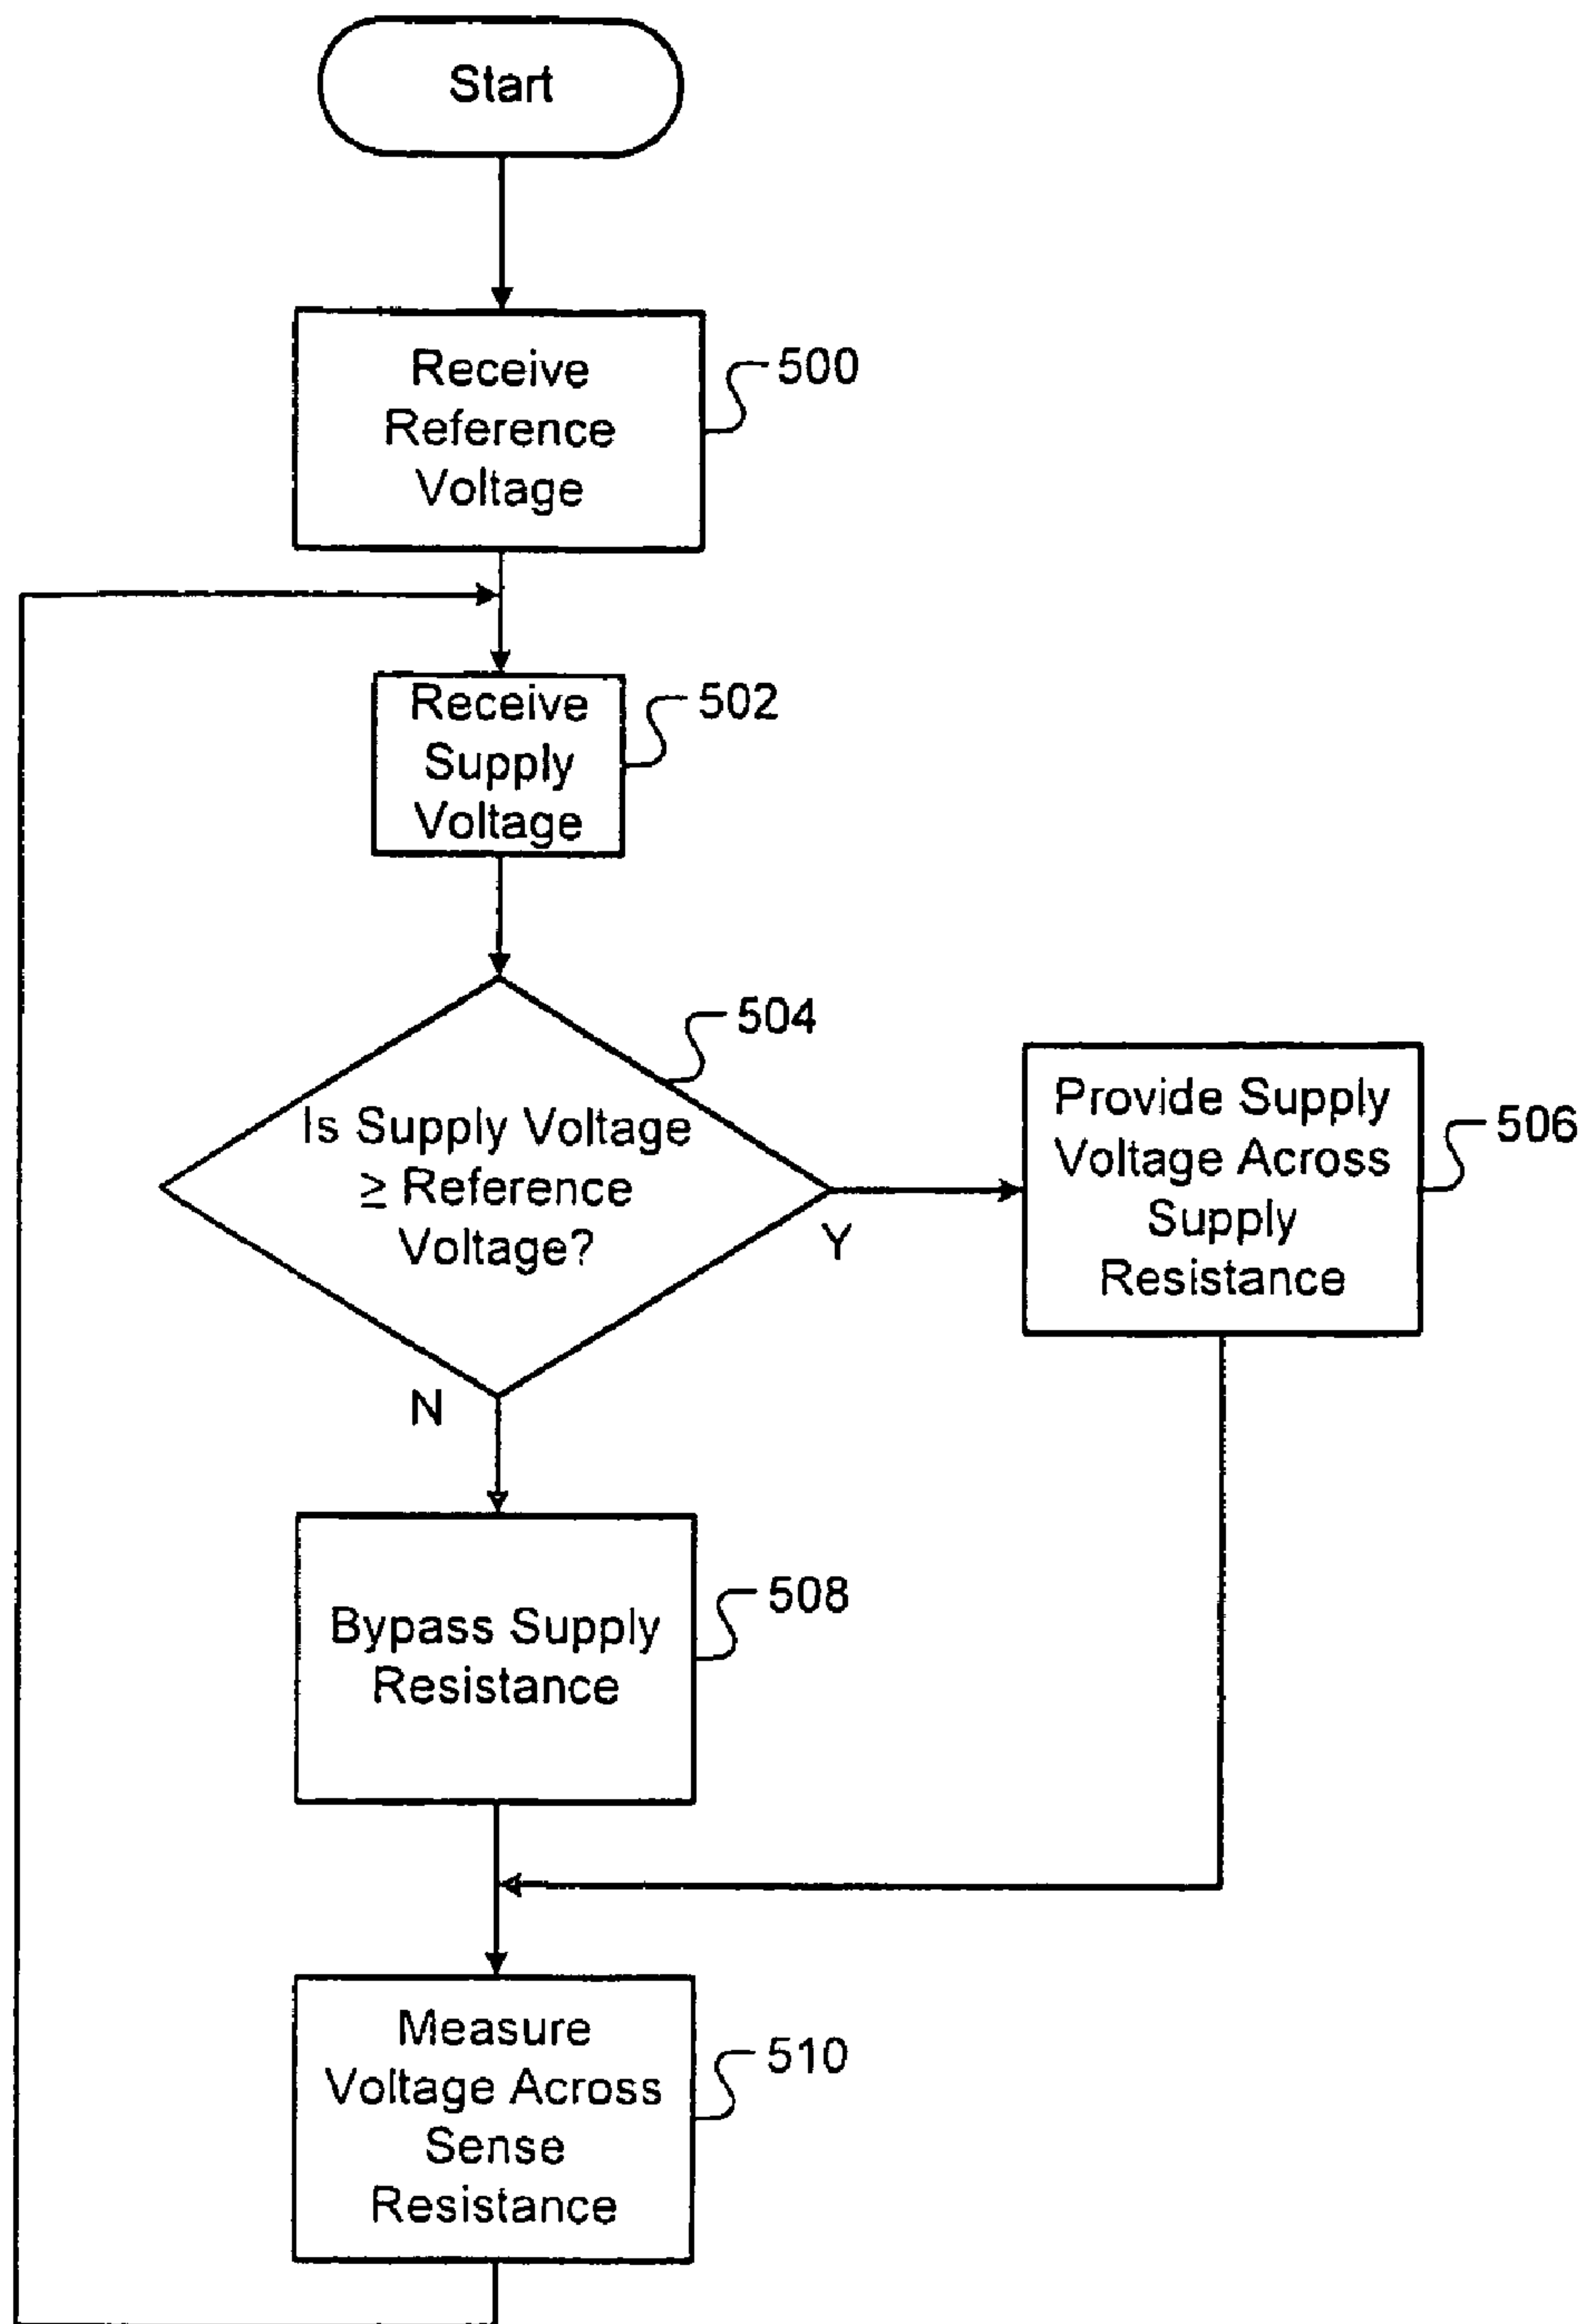 Start
Receive
Reference
Voltage
500
Receive
Supply
Voltage
502
504
Is Supply Voltage
≥ Reference
Voltage?
Y
N
Provide Supply
Voltage Across
Supply
Resistance
506
Bypass Supply
Resistance
508
Measure
Voltage Across
Sense
Resistance
510